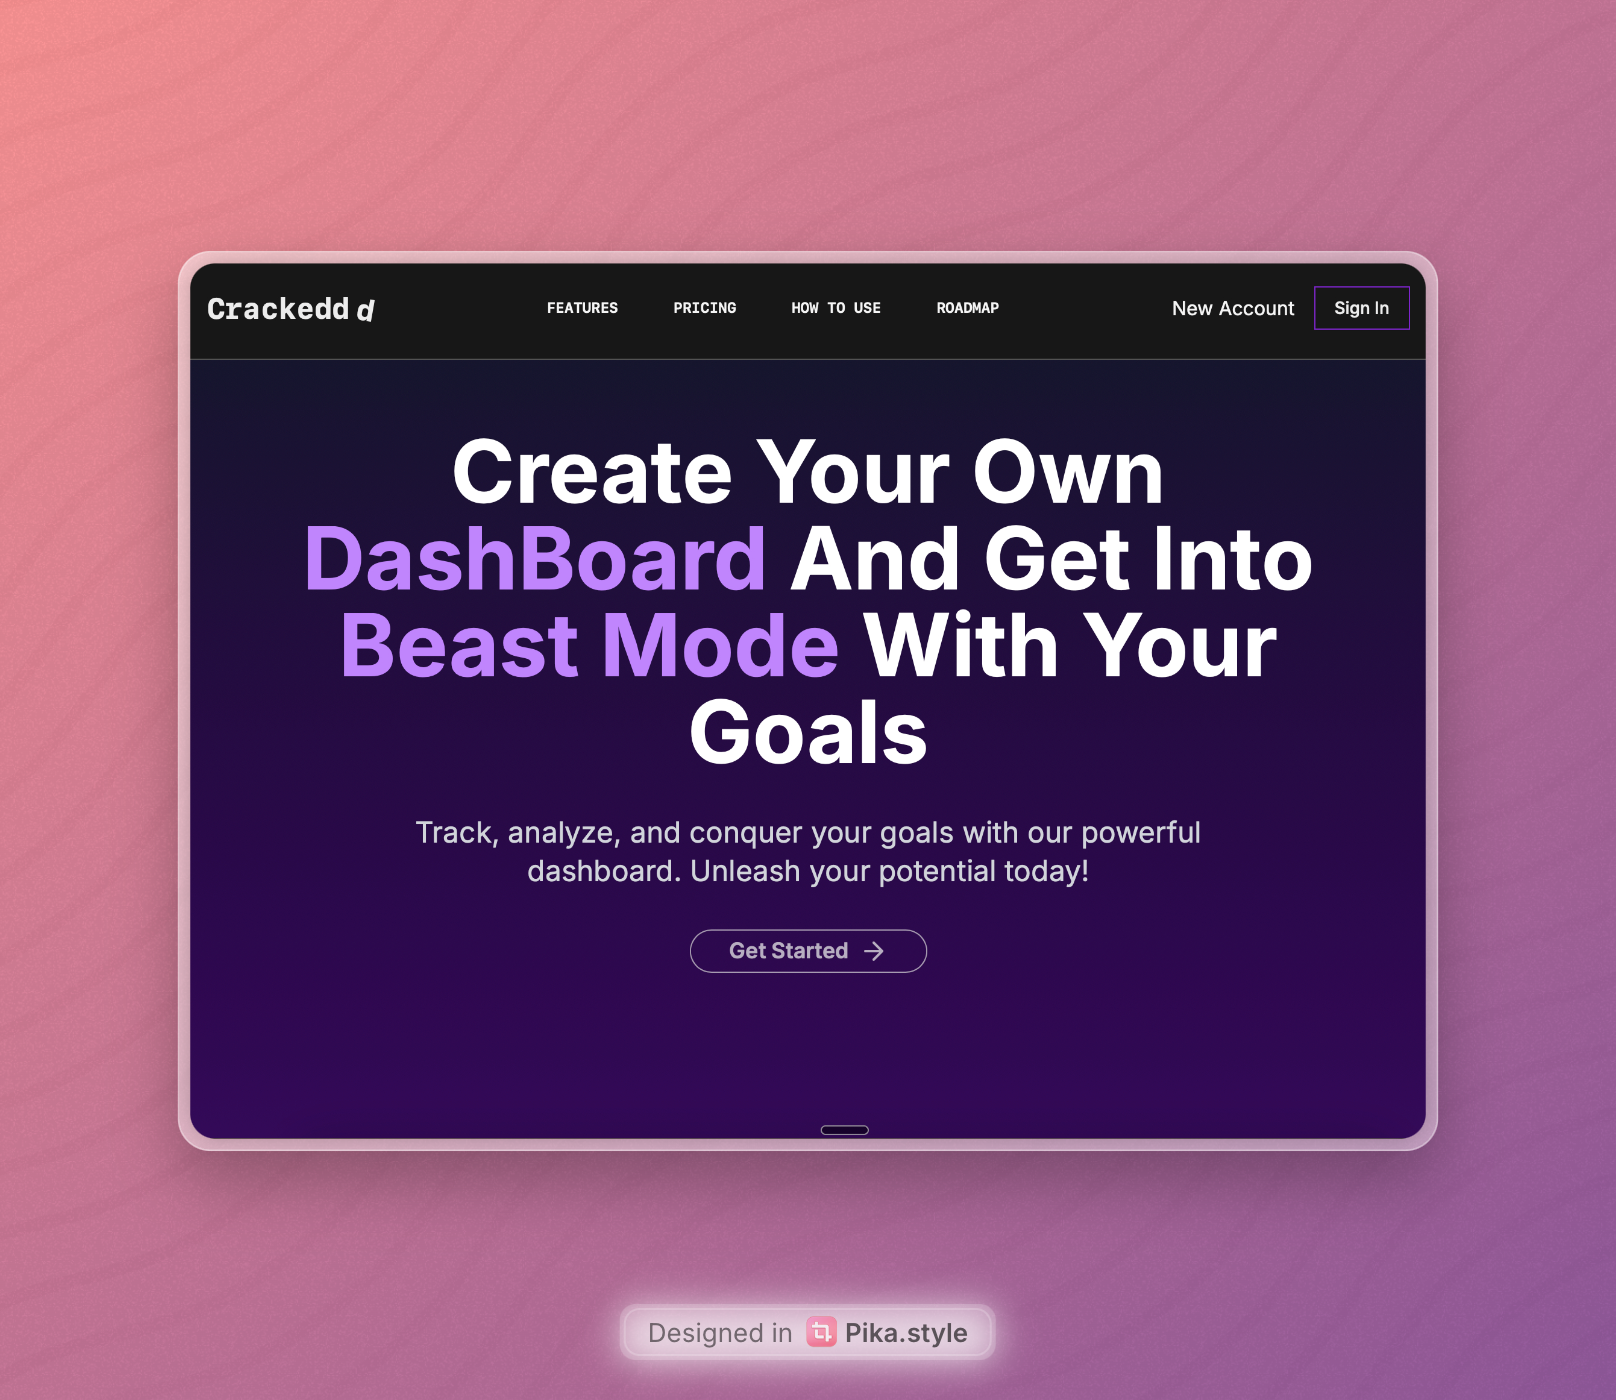 Crackedd d
FEATURES PRICING HOW TO USE ROADMAP
New Account Sign In
Create Your Own
DashBoard And Get Into
Beast Mode With Your
Goals
Track, analyze, and conquer your goals with our powerful
dashboard. Unleash your potential today!
Get Started
Designed in Pika.style